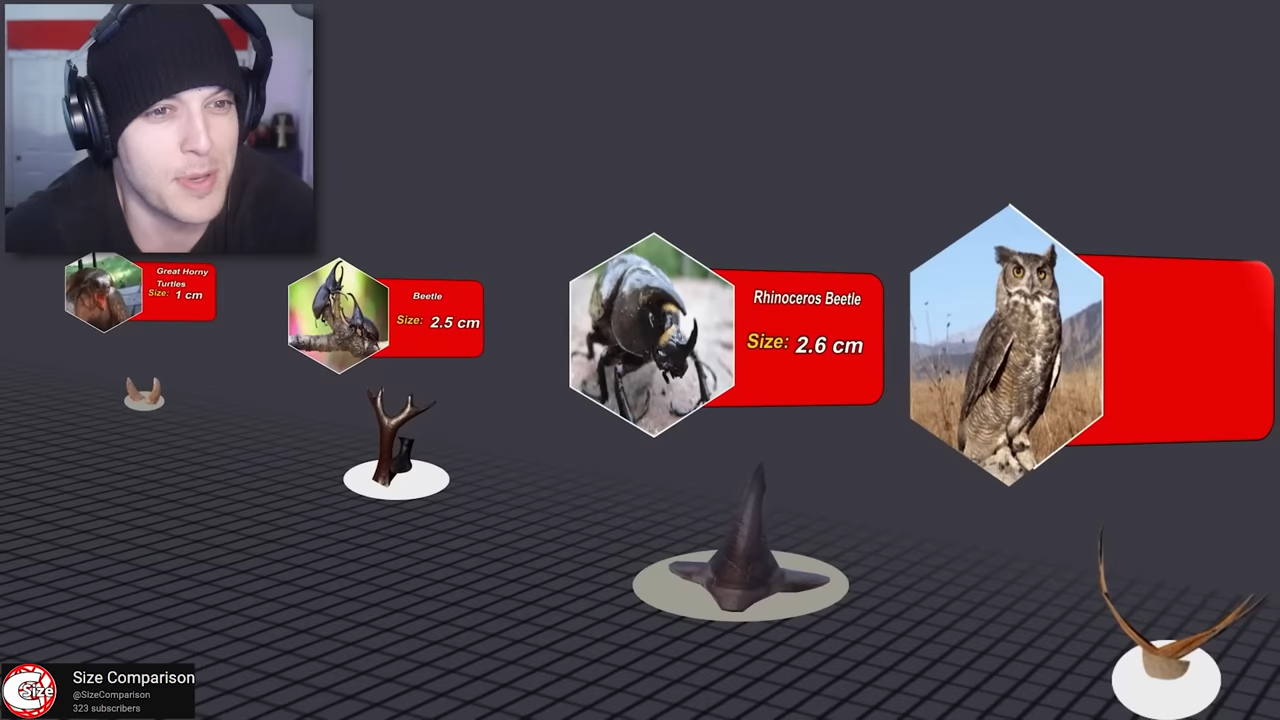 Great Horny
Turtles
Size: 1 cm
Beetle
Size: 2.5 cm
Rhinoceros Beetle
Size: 2.6 cm
Size
Size Comparison
@SizeComparison
323 subscribers